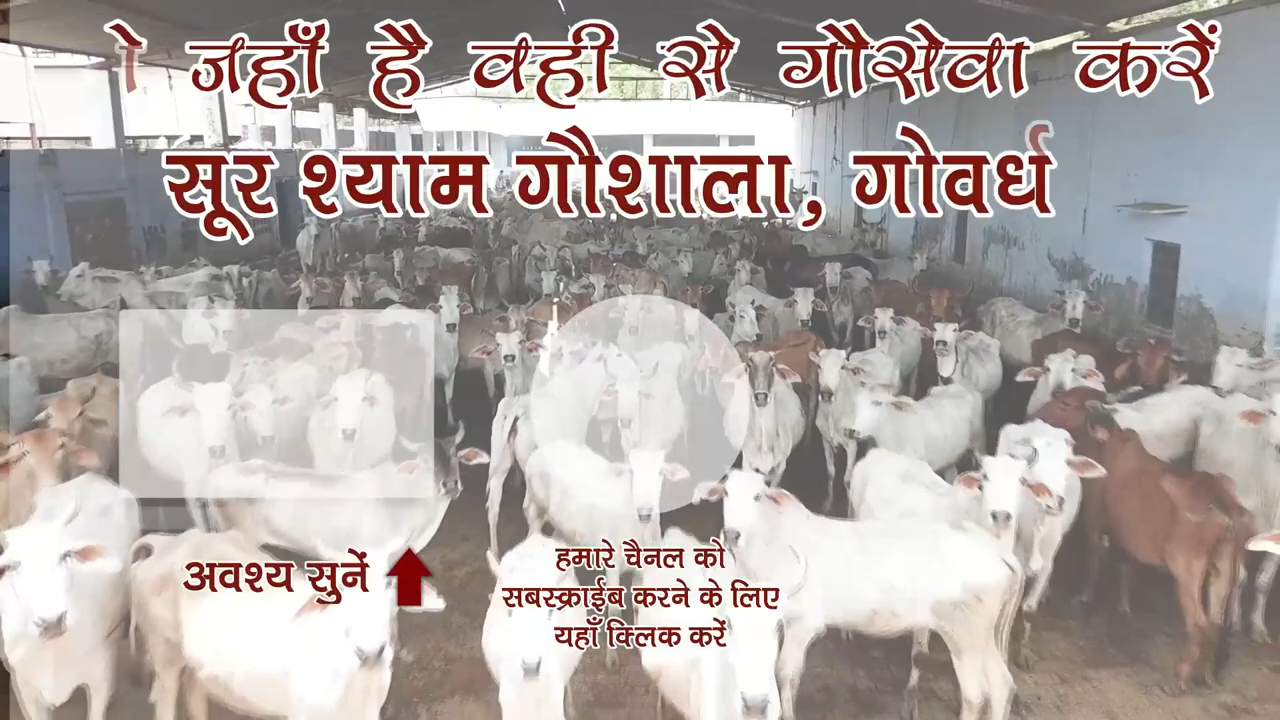 जहाँ है वही से गौसेवा करें
सूर श्याम गौशाला, गोवर्ध
अवश्य सुनें
हमारे चैनल को
सबस्क्राईब करने के लिए
यहाँ क्लिक करें